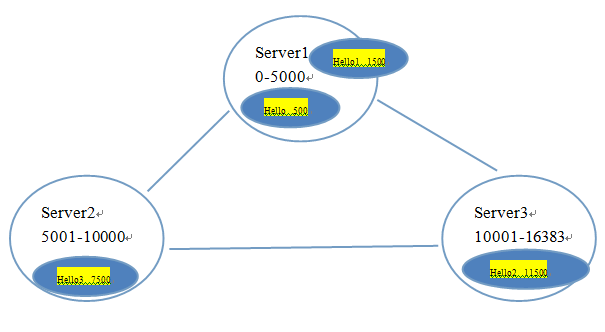 Server1
Hello1 1500
0-5000
Hello 500
Server2
5001-10000
Hello3 7500
Server3
10001-16383
Hello2 11500